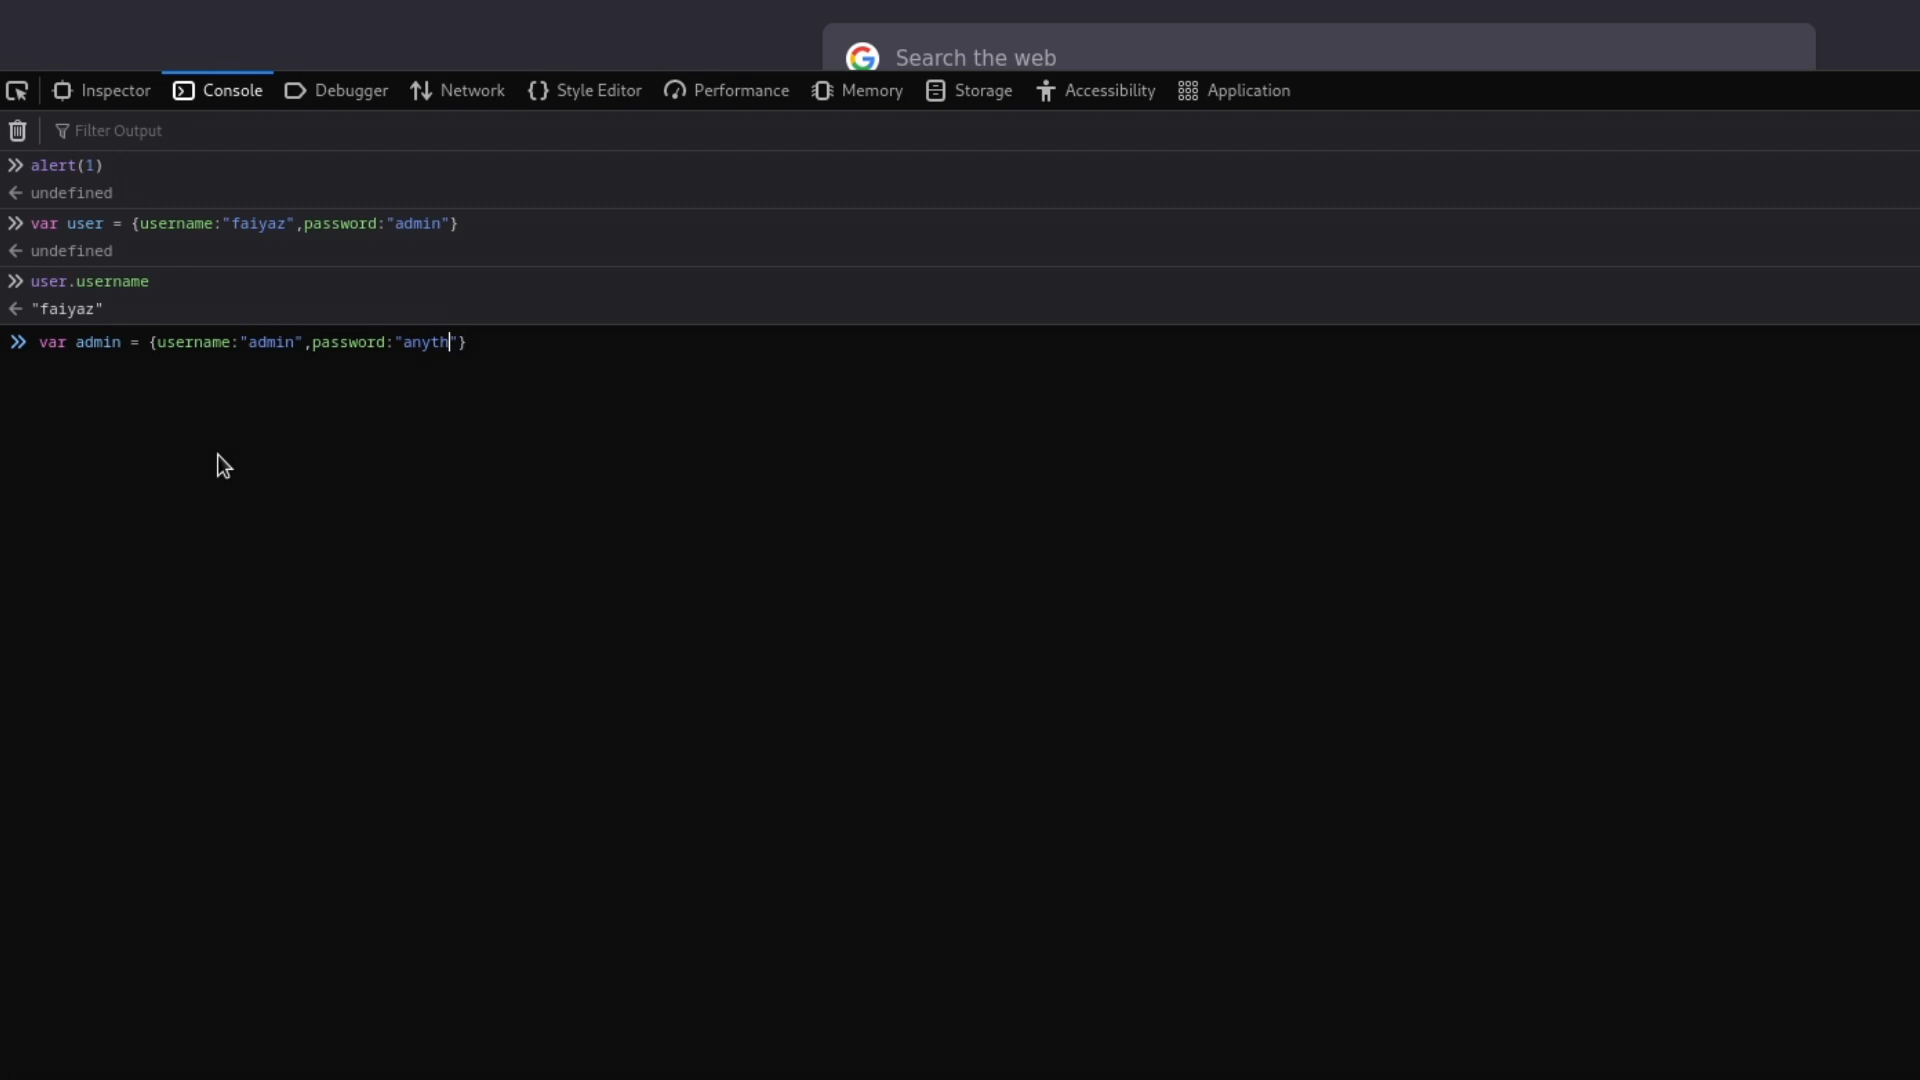 Search the web
Inspector Console Debugger Network Style Editor Performance Memory Storage Accessibility Application
Filter Output
alert(1)
undefined
var user = {username:"faiyaz",password:"admin"}
undefined
user.username
"faiyaz"
var admin = {username:"admin",password:"anyth"}